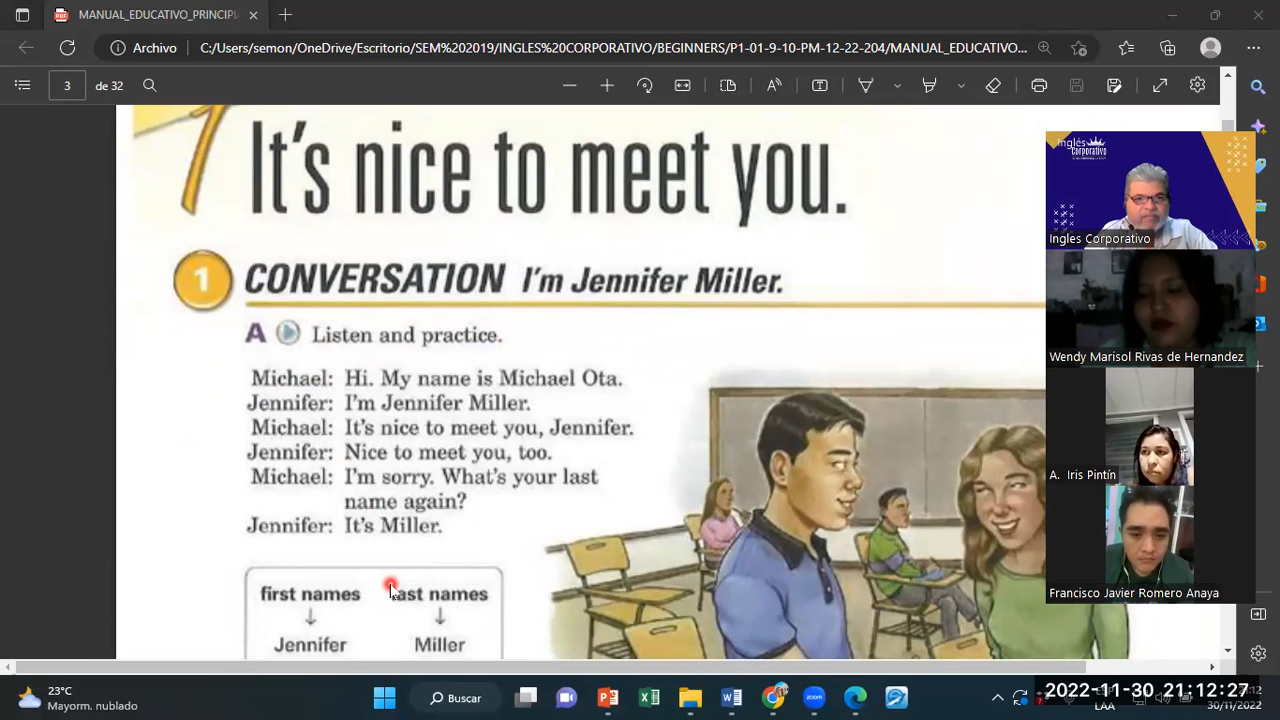 MANUAL_EDUCATIVO_PRINCIPI
Archivo
C:/Users/semon/OneDrive/Escritorio/SEM%202019/INGLES%20CORPORATIVO/BEGINNERS/P1-01-9-10-PM-12-22-204/MANUAL_EDUCATIVO...
3 de 32
It's nice to meet you.
1 CONVERSATION I'm Jennifer Miller.
A Listen and practice.
Michael: Hi. My name is Michael Ota.
Jennifer: I'm Jennifer Miller.
Michael: It's nice to meet you, Jennifer.
Jennifer: Nice to meet you, too.
Michael: I'm sorry. What's your last
name again?
Jennifer: It's Miller.
first names last names
Jennifer Miller
Inglés
Corporativo
Ingles Corporativo
Wendy Marisol Rivas de Hernandez
A. Iris Pintín
Francisco Javier Romero Anaya
23°C
Mayorm. nublado
Buscar
LAA
2022-11-30 21:12:27
30/11/2022